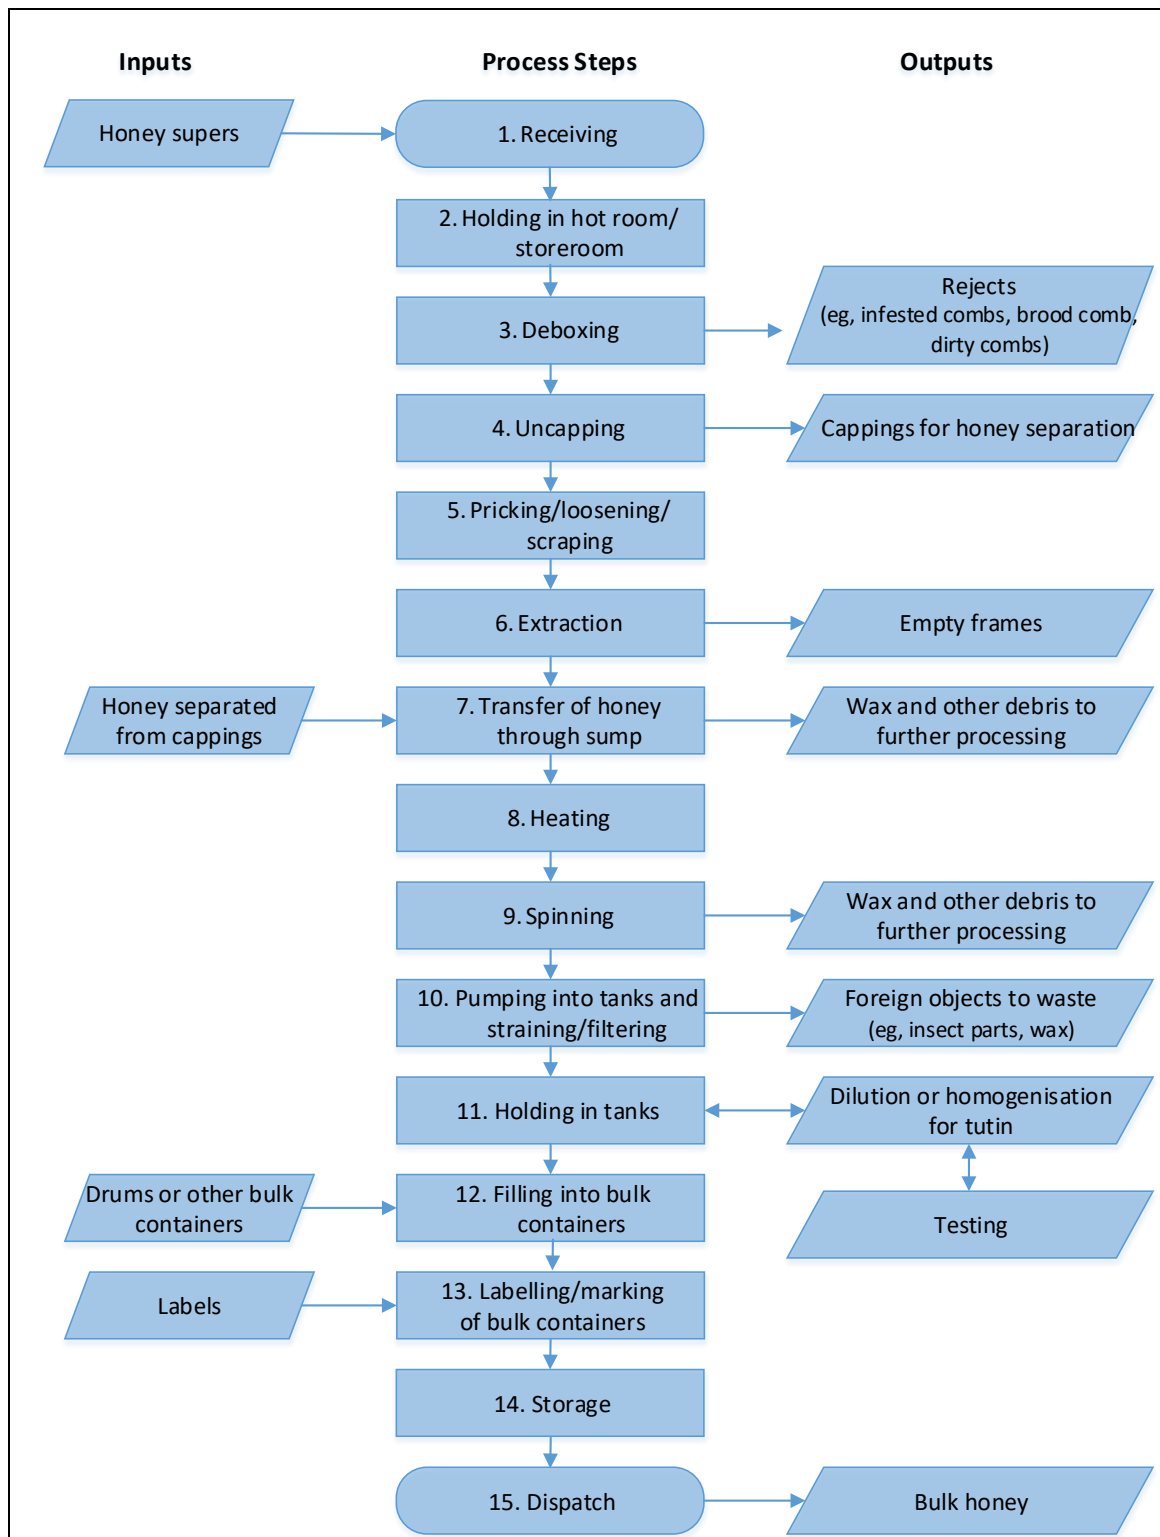 Inputs
Process Steps
Outputs
Honey supers
1. Receiving
2. Holding in hot room/
storeroom
3. Deboxing
Rejects
(eg, infested combs, brood comb,
dirty combs)
4. Uncapping
Cappings for honey separation
5. Pricking/loosening/
scraping
6. Extraction
Empty frames
Honey separated
from cappings
7. Transfer of honey
through sump
Wax and other debris to
further processing
8. Heating
9. Spinning
Wax and other debris to
further processing
10. Pumping into tanks and
straining/filtering
Foreign objects to waste
(eg, insect parts, wax)
11. Holding in tanks
Dilution or homogenisation
for tutin
Drums or other bulk
containers
12. Filling into bulk
containers
Testing
Labels
13. Labelling/marking
of bulk containers
14. Storage
15. Dispatch
Bulk honey